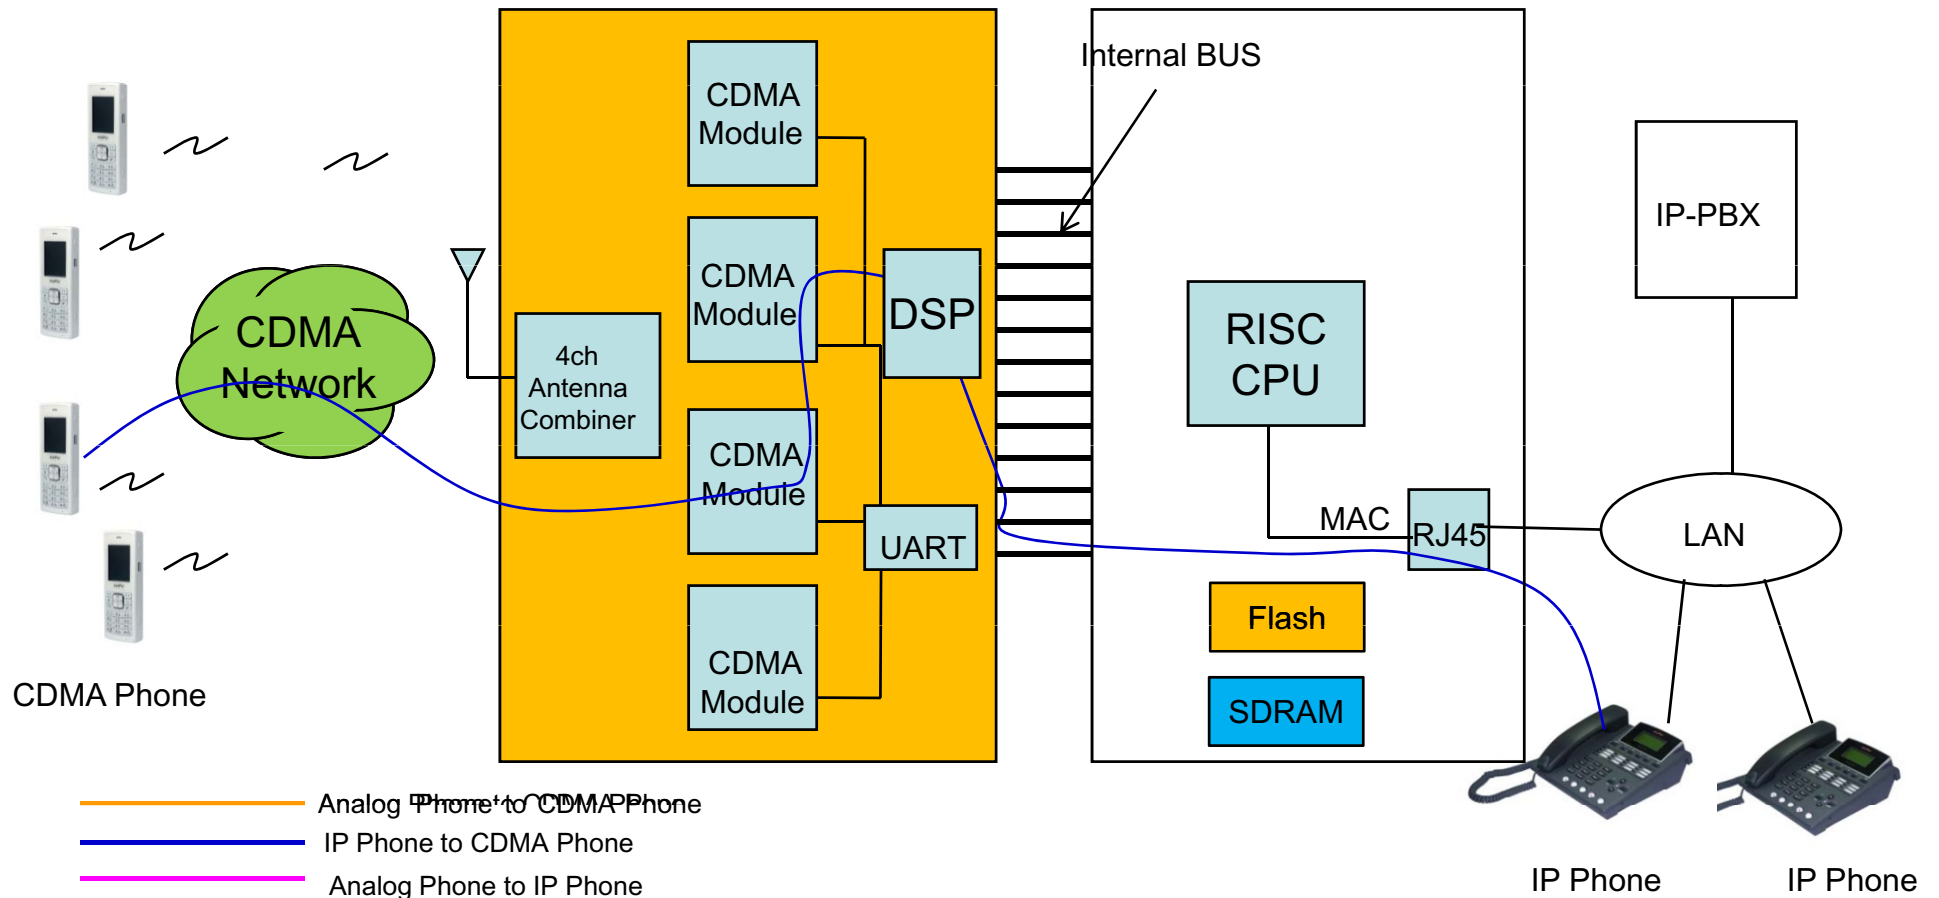 Internal BUS
CDMA
Module
CDMA
Module
CDMA
Module
CDMA
Module
DSP
UART
4ch
Antenna
Combiner
CDMA
Network
RISC
CPU
MAC
RJ45
Flash
SDRAM
IP-PBX
LAN
CDMA Phone
IP Phone
IP Phone
Analog Phone to CDMA Phone
IP Phone to CDMA Phone
Analog Phone to IP Phone